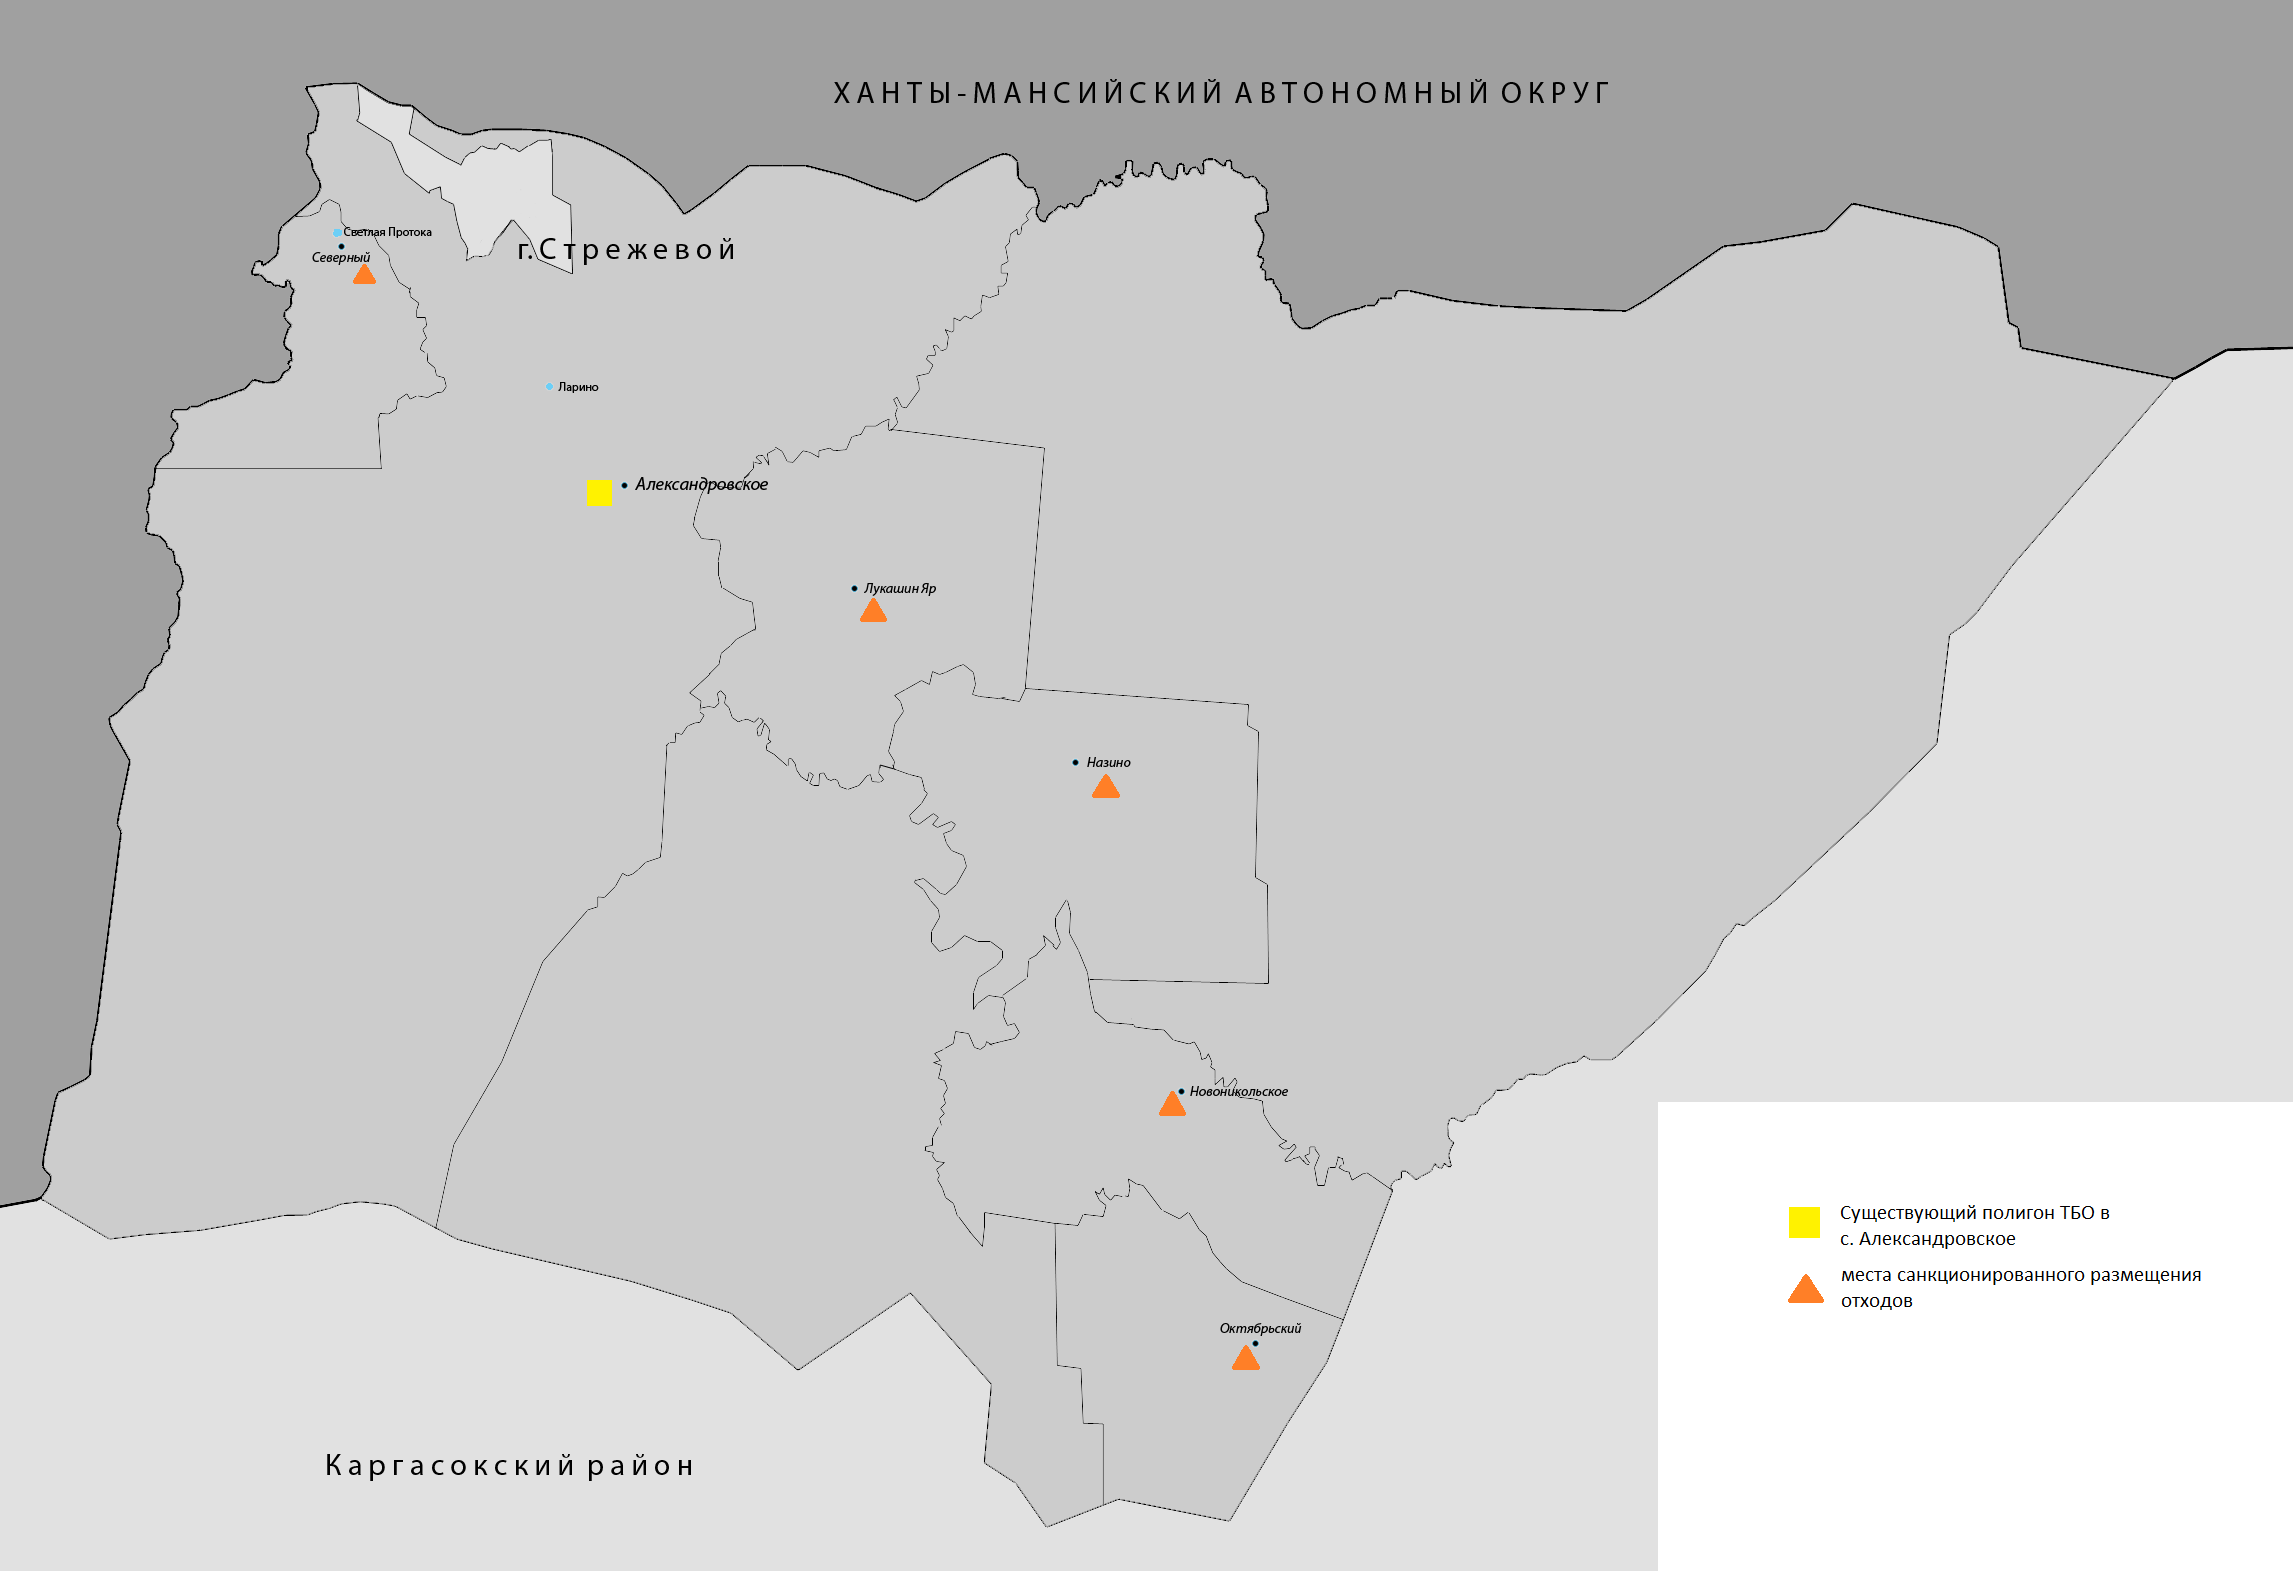 ХАНТЫ-МАНСИЙСКИЙ АВТОНОМНЫЙ ОКРУГ
Светлая Протока
г.Стрежевой
Северный
Ларино
Александровское
Лукашин Яр
Назино
Новоникольское
Существующий полигон ТБО в
с. Александровское
места санкционированного размещения
отходов
Октябрьский
Каргасокский район